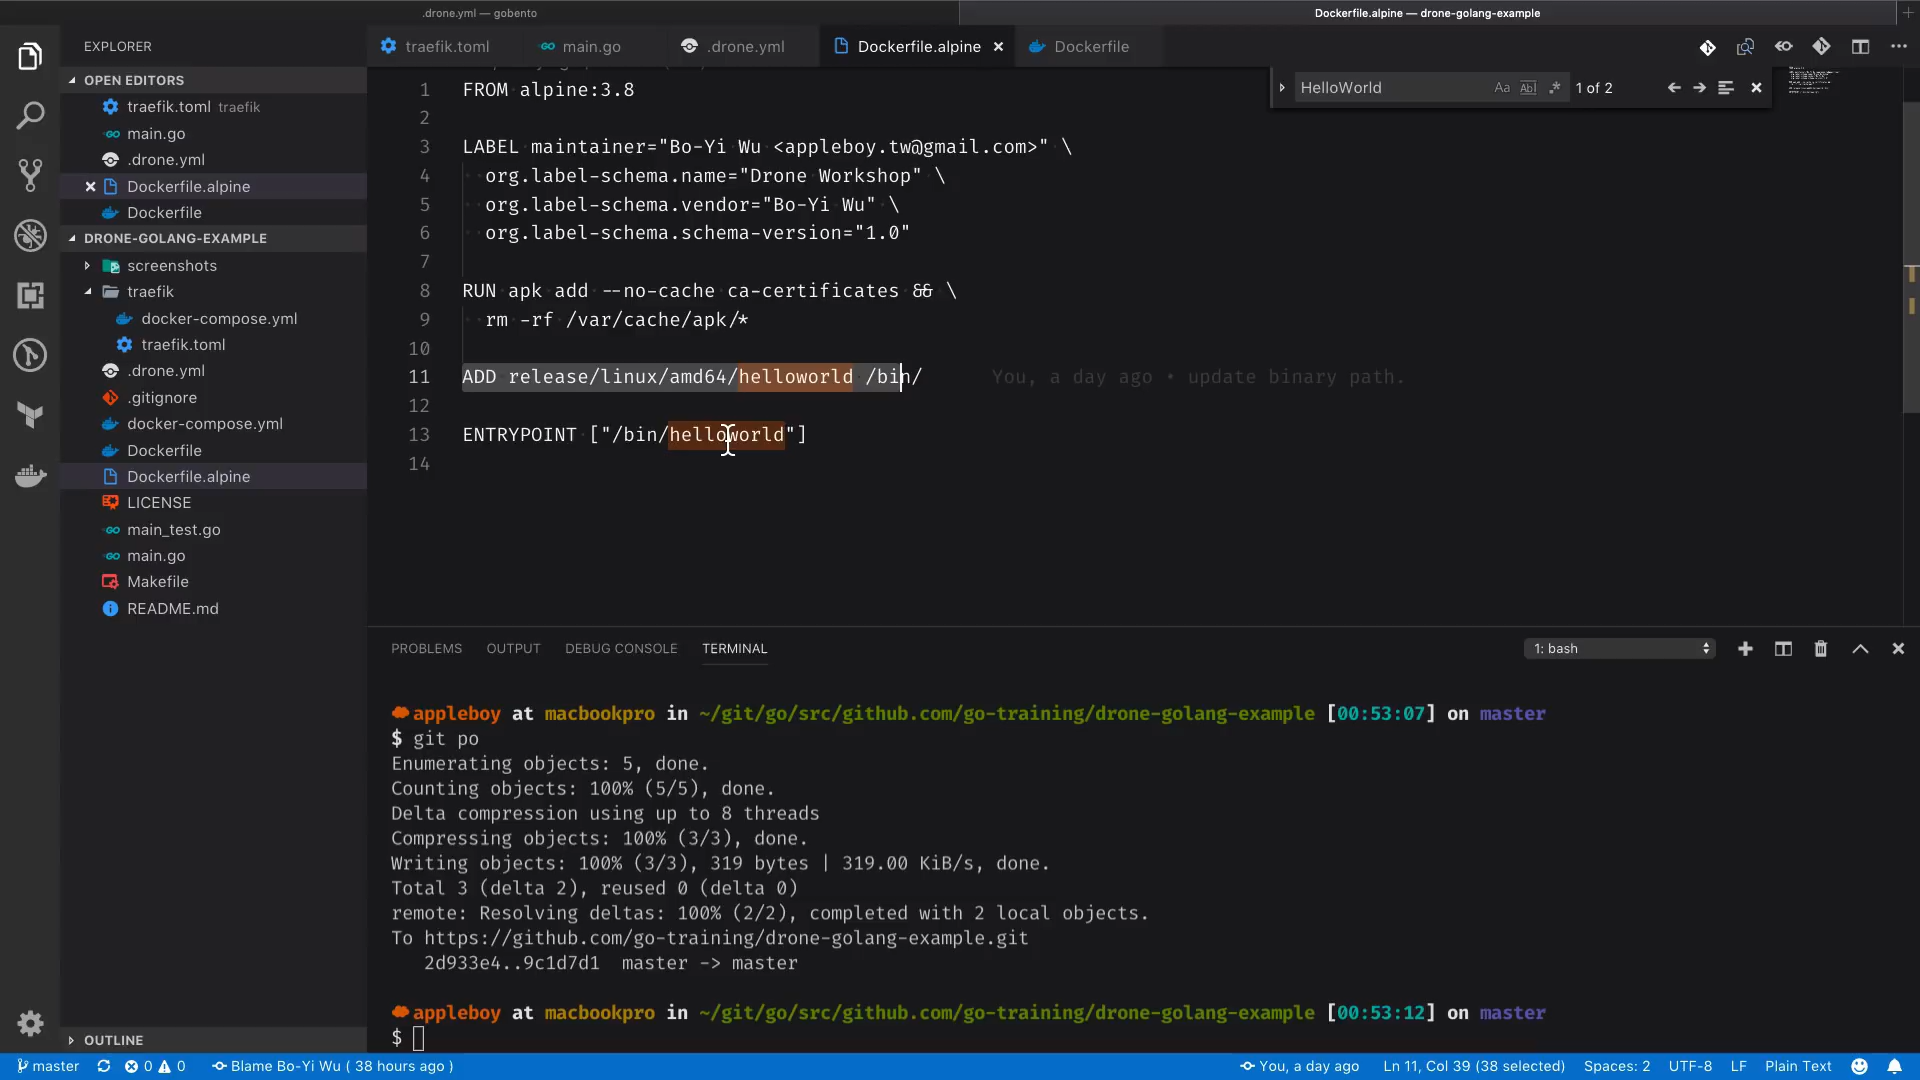 .drone.yml — gobento
Dockerfile.alpine — drone-golang-example
EXPLORER
OPEN EDITORS
traefik.toml traefik
main.go
.drone.yml
Dockerfile.alpine
Dockerfile
DRONE-GOLANG-EXAMPLE
screenshots
traefik
docker-compose.yml
traefik.toml
.drone.yml
.gitignore
docker-compose.yml
Dockerfile
Dockerfile.alpine
LICENSE
main_test.go
main.go
Makefile
README.md
OUTLINE
traefik.toml
main.go
.drone.yml
Dockerfile.alpine
Dockerfile
HelloWorld Aa Abl .* 1 of 2
1 FROM alpine:3.8
2
3 LABEL maintainer="Bo-Yi Wu <appleboy.tw@gmail.com>" \
4 org.label-schema.name="Drone Workshop" \
5 org.label-schema.vendor="Bo-Yi Wu" \
6 org.label-schema.schema-version="1.0"
7
8 RUN apk add --no-cache ca-certificates && \
9 rm -rf /var/cache/apk/*
10
11 ADD release/linux/amd64/helloworld /bin/ You, a day ago • update binary path.
12
13 ENTRYPOINT ["/bin/helloworld"]
14
PROBLEMS OUTPUT DEBUG CONSOLE TERMINAL
1: bash
appleboy at macbookpro in ~/git/go/src/github.com/go-training/drone-golang-example [00:53:07] on master
$ git po
Enumerating objects: 5, done.
Counting objects: 100% (5/5), done.
Delta compression using up to 8 threads
Compressing objects: 100% (3/3), done.
Writing objects: 100% (3/3), 319 bytes | 319.00 KiB/s, done.
Total 3 (delta 2), reused 0 (delta 0)
remote: Resolving deltas: 100% (2/2), completed with 2 local objects.
To https://github.com/go-training/drone-golang-example.git
2d933e4..9c1d7d1 master -> master
appleboy at macbookpro in ~/git/go/src/github.com/go-training/drone-golang-example [00:53:12] on master
$
master 0 0 Blame Bo-Yi Wu ( 38 hours ago ) You, a day ago Ln 11, Col 39 (38 selected) Spaces: 2 UTF-8 LF Plain Text